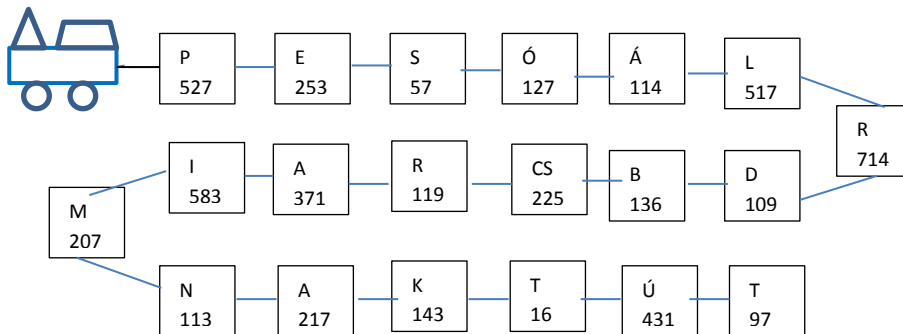 P E S Ó Á L
527 253 57 127 114 517
R
714
I A R CS B D
583 371 119 225 136 109
M
207
N A K T Ú T
113 217 143 16 431 97